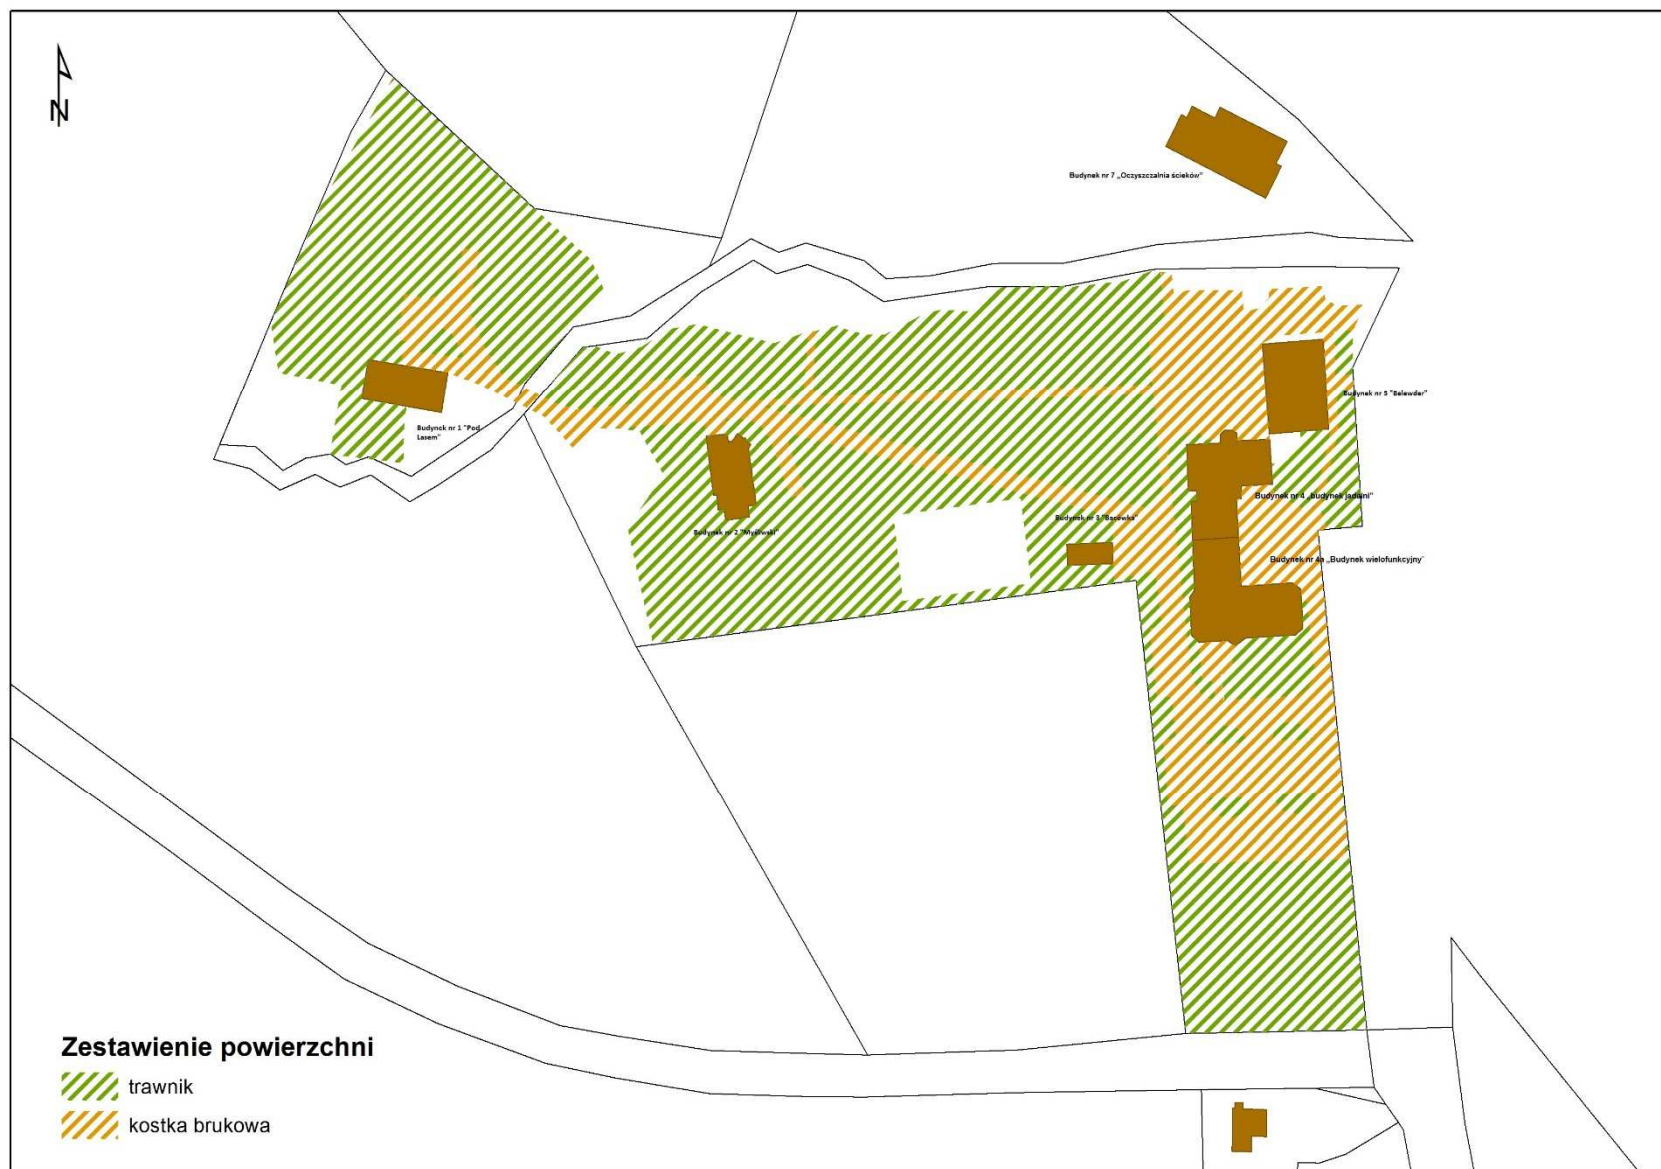 N
Budynek nr 7 „Oczyszczalnia ścieków"
Budynek nr 5 "Belweder"
Budynek nr 1 "Pod
Lasem"
Budynek nr 4 „budynek jadalni"
Budynek nr 3 "Bacówka"
Budynek nr 2 "Myśliwski"
Budynek nr 4a „Budynek wielofunkcyjny"
Zestawienie powierzchni
trawnik
kostka brukowa